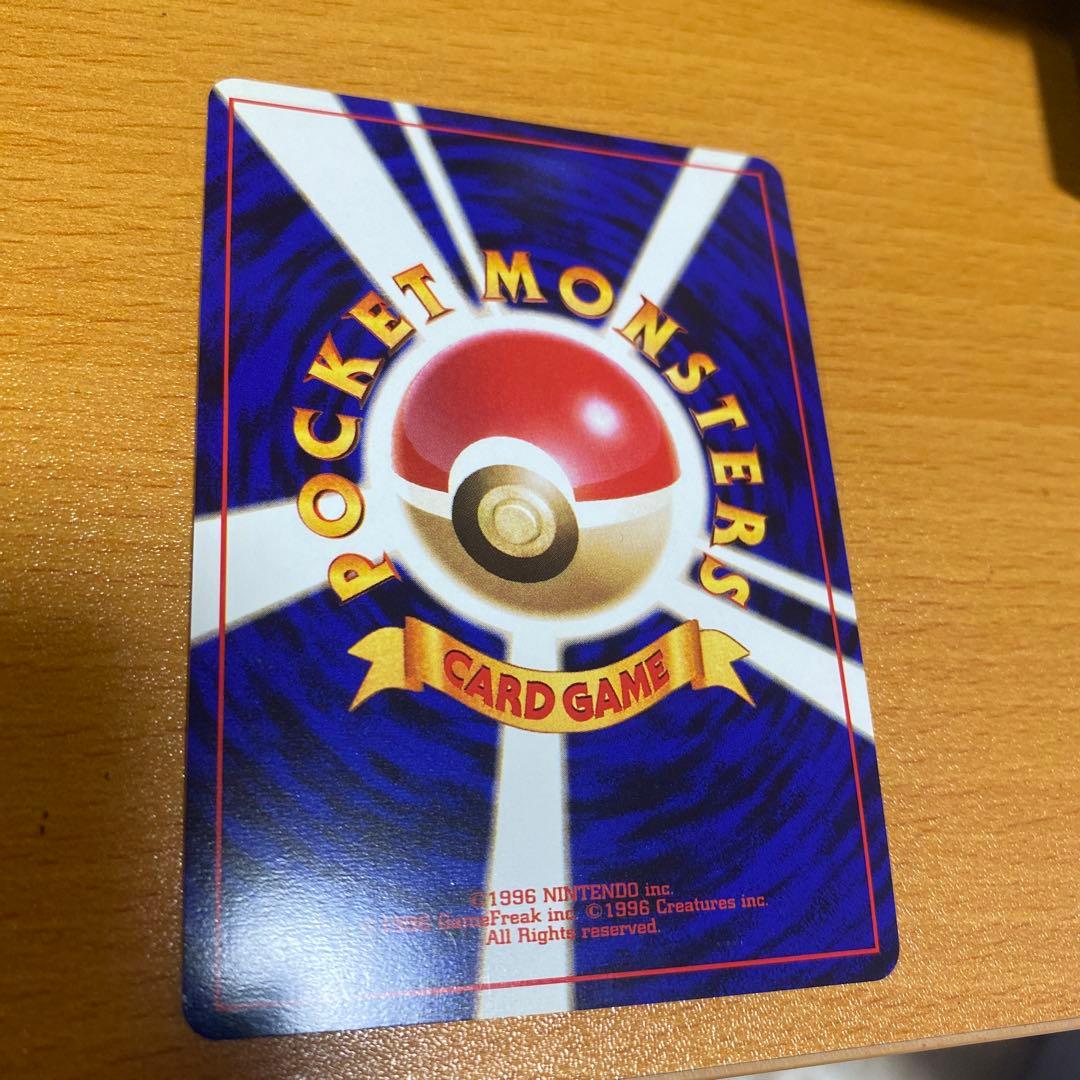 POCKET MONSTERS
CARD GAME
©1996 NINTENDO inc.
1996 GameFreak inc. ©1996 Creatures inc.
All Rights reserved.